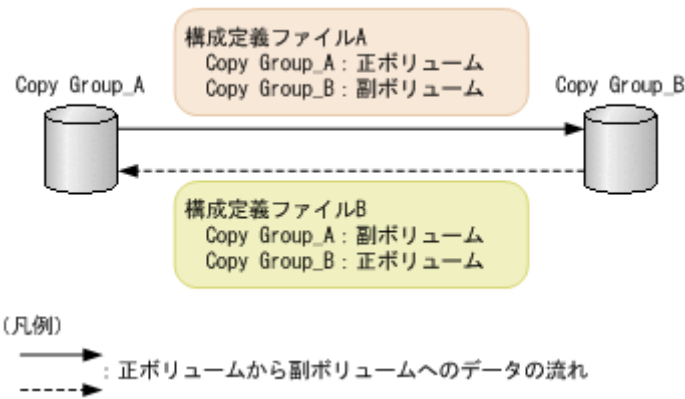 構成定義ファイルA
Copy Group_A：正ボリューム
Copy Group_B：副ボリューム
Copy Group_A
Copy Group_B
構成定義ファイルB
Copy Group_A：副ボリューム
Copy Group_B：正ボリューム
(凡例)
：正ボリュームから副ボリュームへのデータの流れ